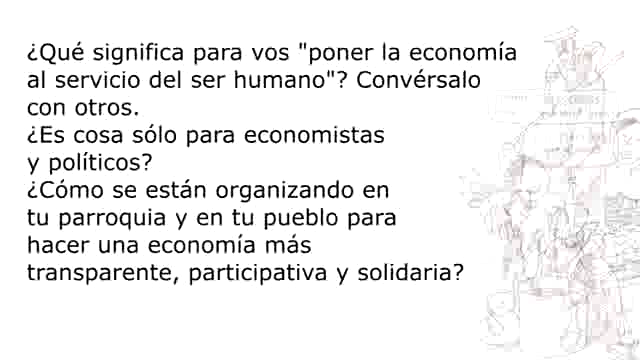 ¿Qué significa para vos "poner la economía
al servicio del ser humano"? Convérsalo
con otros.
¿Es cosa sólo para economistas
y políticos?
¿Cómo se están organizando en
tu parroquia y en tu pueblo para
hacer una economía más
transparente, participativa y solidaria?